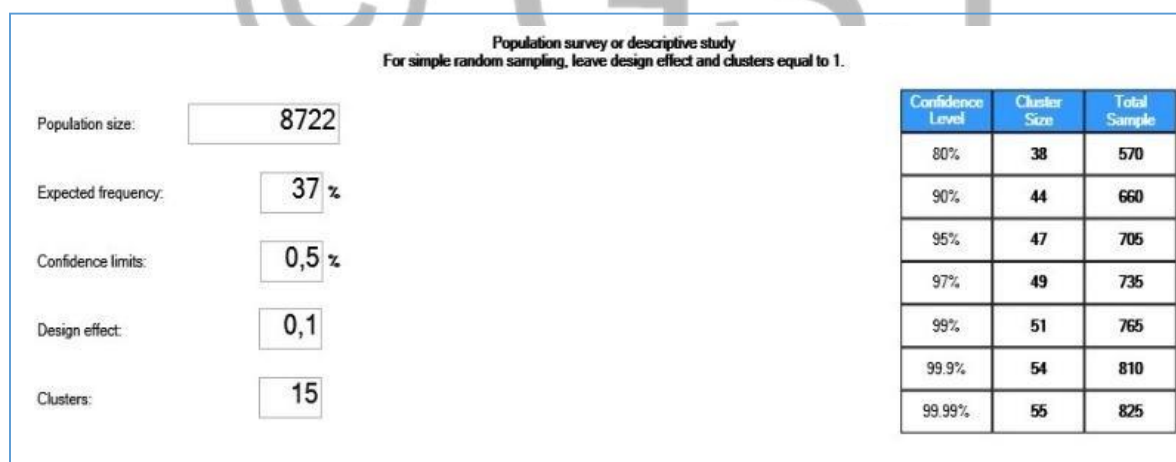 Population survey or descriptive study
For simple random sampling, leave design effect and clusters equal to 1.
Population size: 8722
Expected frequency: 37 %
Confidence limits: 0,5 %
Design effect: 0,1
Clusters: 15
Confidence Level Cluster Size Total Sample
80% 38 570
90% 44 660
95% 47 705
97% 49 735
99% 51 765
99.9% 54 810
99.99% 55 825